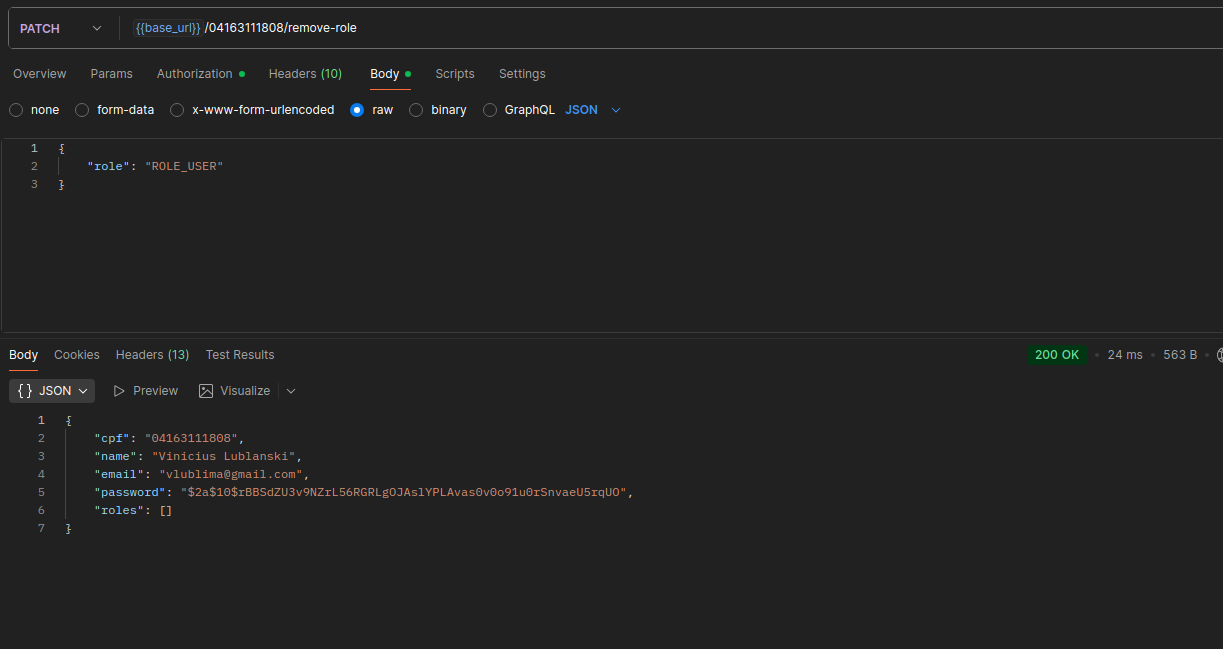 PATCH {{base_url}} /04163111808/remove-role
Overview Params Authorization Headers (10) Body Scripts Settings
none form-data x-www-form-urlencoded raw binary GraphQL JSON
1 {
2 "role": "ROLE_USER"
3 }
Body Cookies Headers (13) Test Results 200 OK • 24 ms • 563 B •
{} JSON Preview Visualize
1 {
2 "cpf": "04163111808",
3 "name": "Vinicius Lublanski",
4 "email": "vlublima@gmail.com",
5 "password": "$2a$10$rBBSdZU3v9NZrL56RGRLgOJAslYPLAvas0v0o91u0rSnvaeU5rqUO",
6 "roles": []
7 }